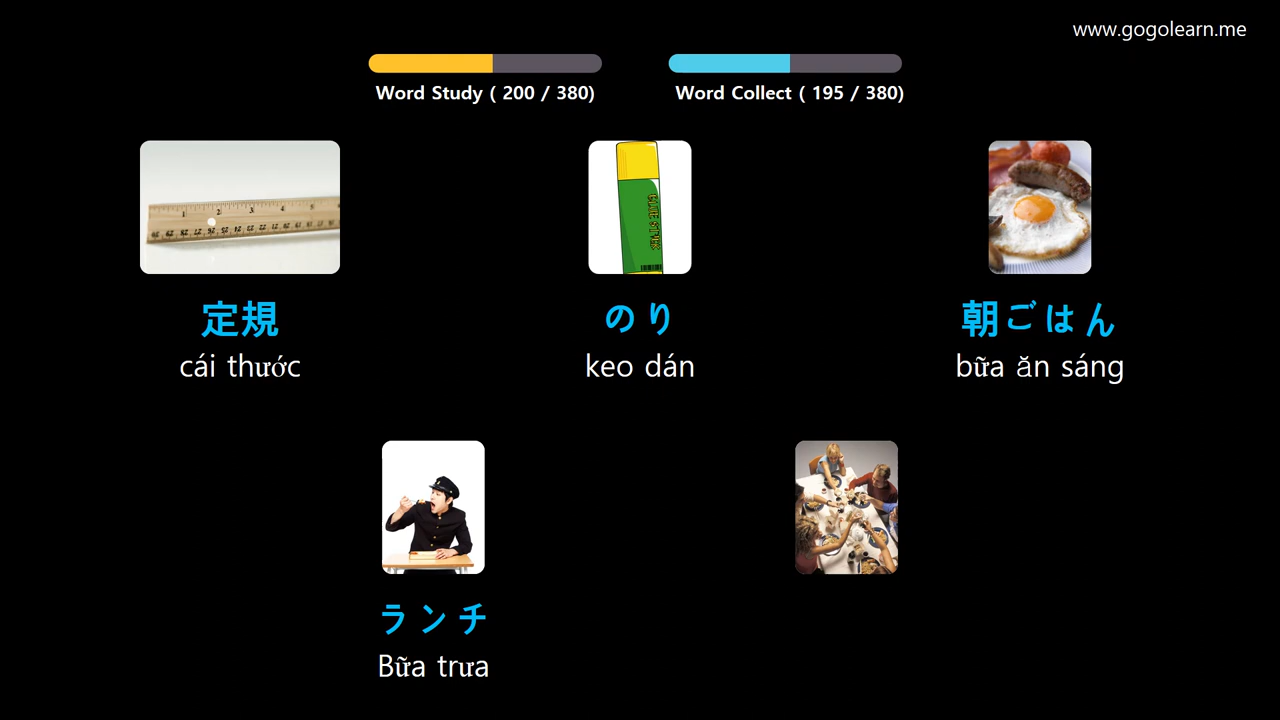 www.gogolearn.me
Word Study ( 200 / 380)
Word Collect ( 195 / 380)
定規
cái thước
のり
keo dán
朝ごはん
bữa ăn sáng
ランチ
Bữa trưa